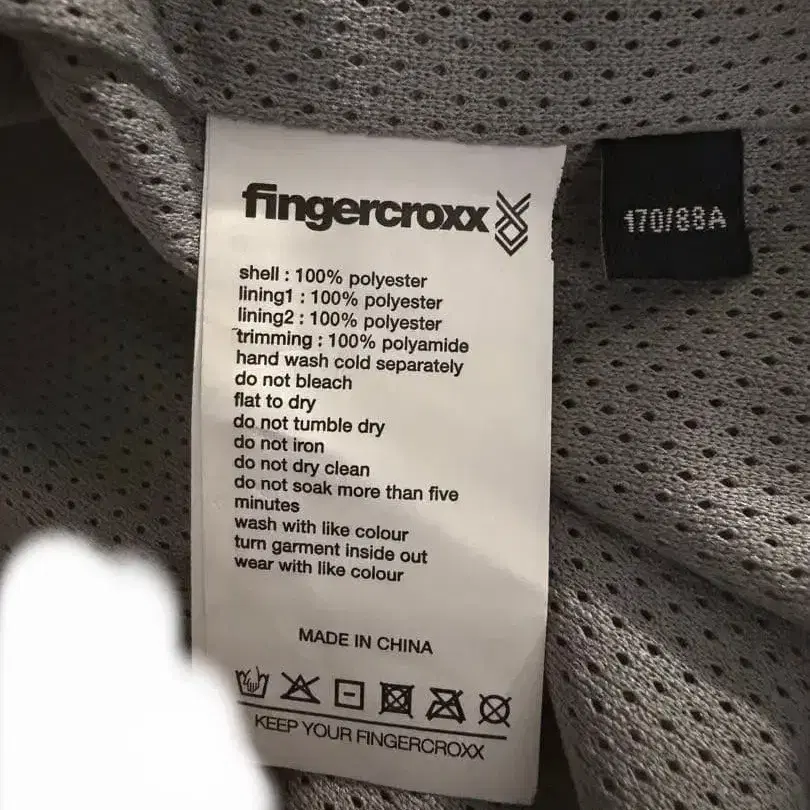 fingercroxx
170/88A
shell : 100% polyester
lining1 : 100% polyester
lining2 : 100% polyester
trimming : 100% polyamide
hand wash cold separately
do not bleach
flat to dry
do not tumble dry
do not iron
do not dry clean
do not soak more than five
minutes
wash with like colour
turn garment inside out
wear with like colour
MADE IN CHINA
KEEP YOUR FINGERCROXX